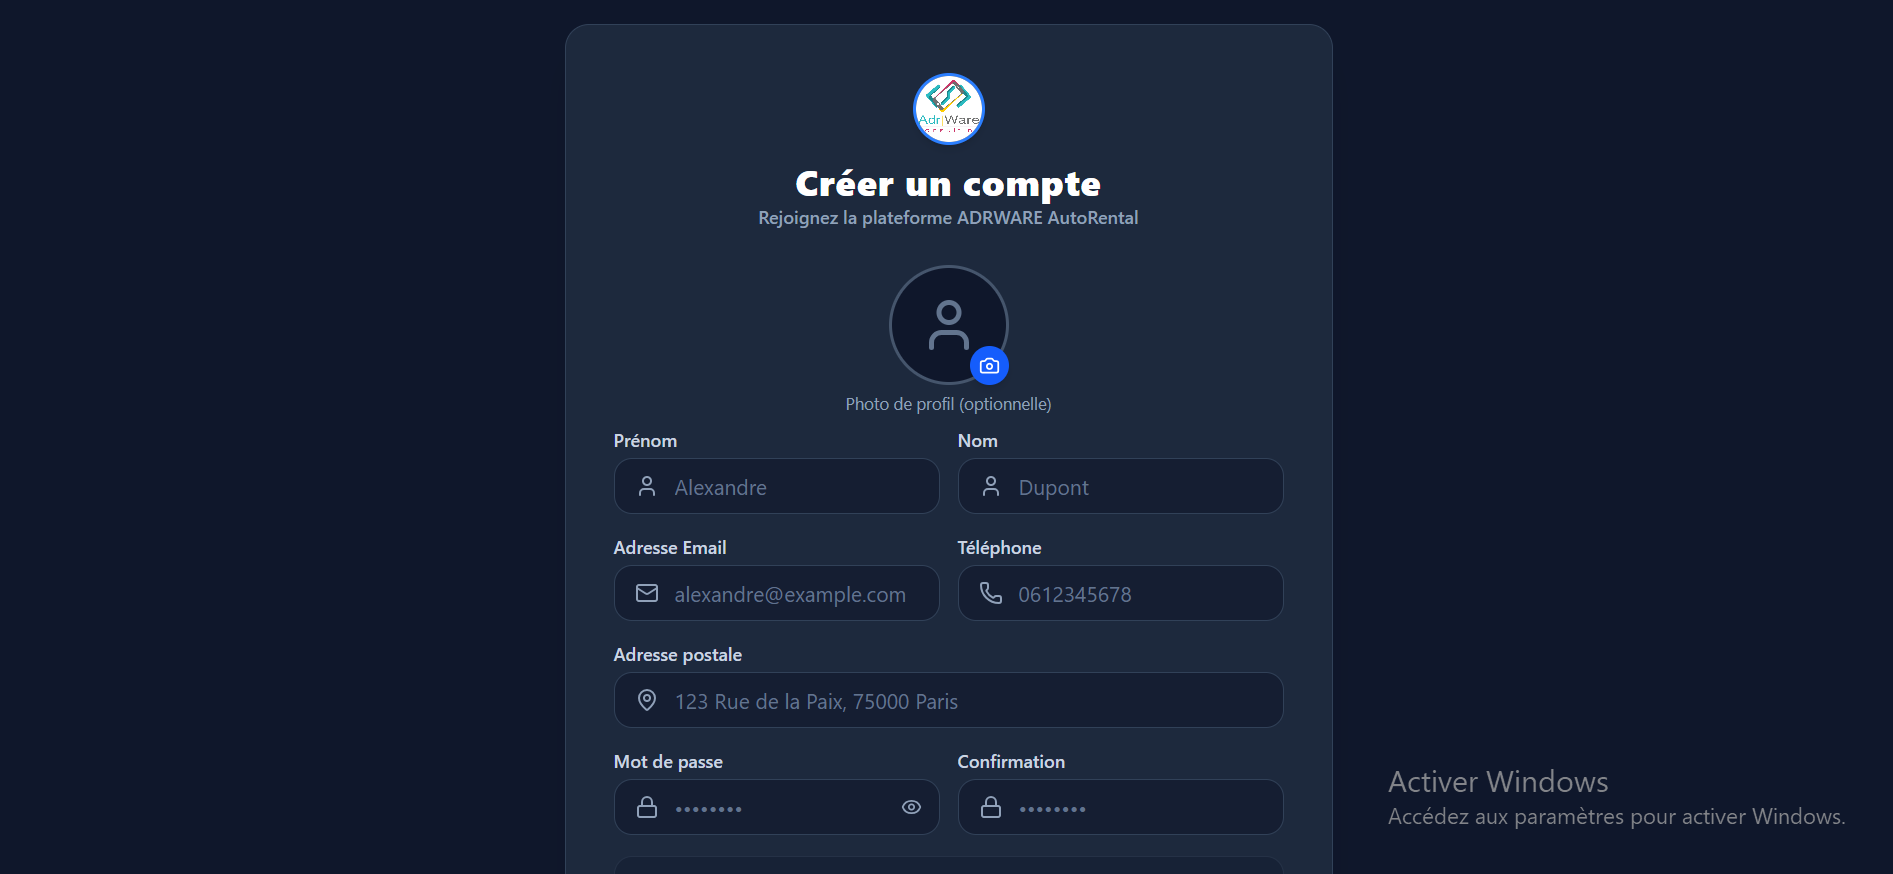 Adr|Ware
Créer un compte
Rejoignez la plateforme ADRWARE AutoRental
Photo de profil (optionnelle)
Prénom
Nom
Alexandre
Dupont
Adresse Email
Téléphone
alexandre@example.com
0612345678
Adresse postale
123 Rue de la Paix, 75000 Paris
Mot de passe
Confirmation
••••••••
••••••••
Activer Windows
Accédez aux paramètres pour activer Windows.